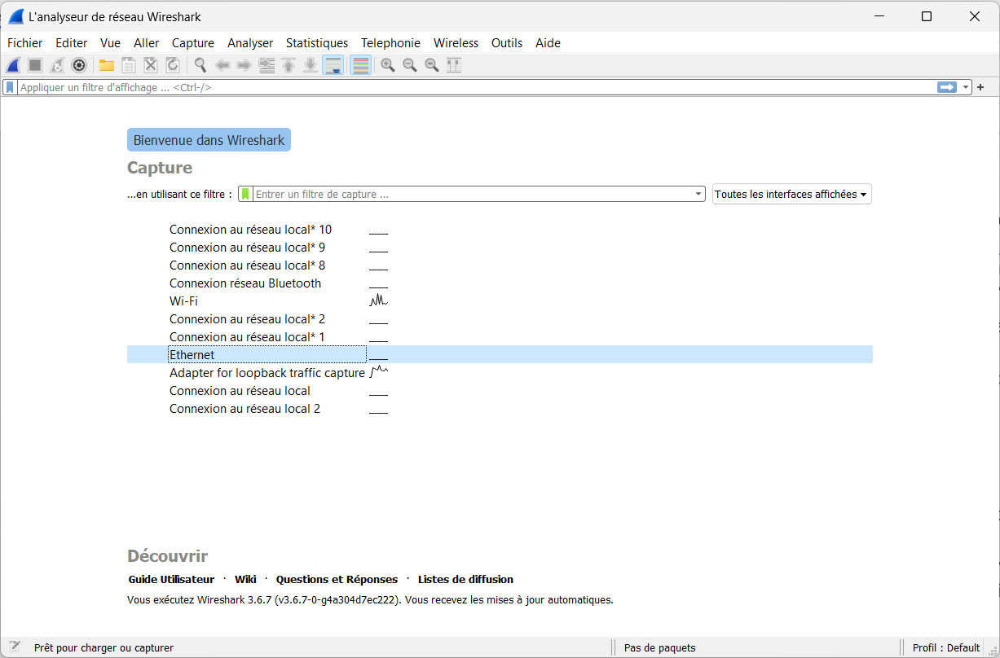 L'analyseur de réseau Wireshark
Fichier Editer Vue Aller Capture Analyser Statistiques Telephonie Wireless Outils Aide
Appliquer un filtre d'affichage ... <Ctrl-/>
Bienvenue dans Wireshark
Capture
...en utilisant ce filtre : Entrer un filtre de capture ... Toutes les interfaces affichées
Connexion au réseau local* 10
Connexion au réseau local* 9
Connexion au réseau local* 8
Connexion réseau Bluetooth
Wi-Fi
Connexion au réseau local* 2
Connexion au réseau local* 1
Ethernet
Adapter for loopback traffic capture
Connexion au réseau local
Connexion au réseau local 2
Découvrir
Guide Utilisateur · Wiki · Questions et Réponses · Listes de diffusion
Vous exécutez Wireshark 3.6.7 (v3.6.7-0-g4a304d7ec222). Vous recevez les mises à jour automatiques.
Prêt pour charger ou capturer Pas de paquets Profil : Default